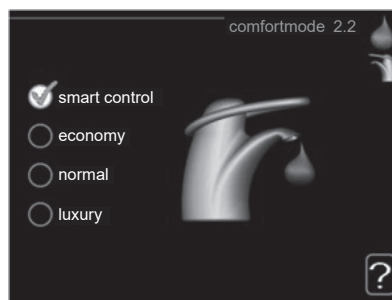 comfortmode 2.2
smart control
economy
normal
luxury
?